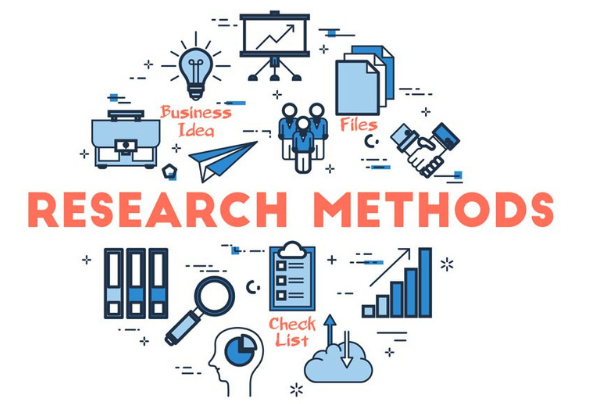 Business
Idea
Files
RESEARCH METHODS
Check
List